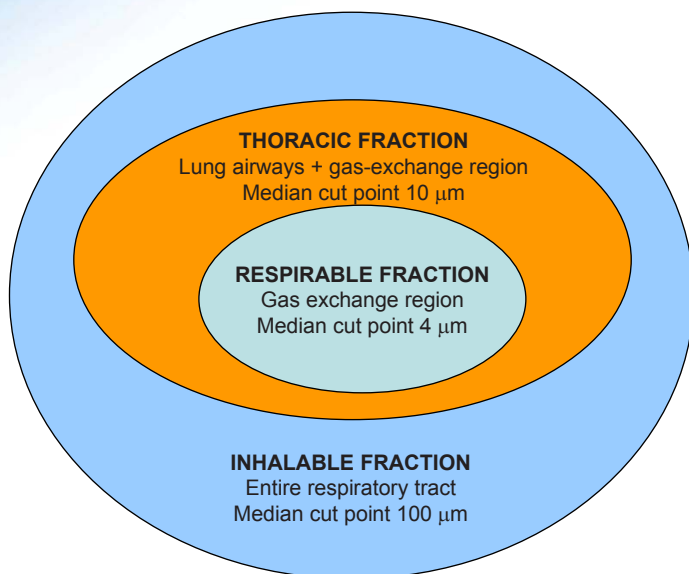 THORACIC FRACTION
Lung airways + gas-exchange region
Median cut point 10 μm
RESPIRABLE FRACTION
Gas exchange region
Median cut point 4 μm
INHALABLE FRACTION
Entire respiratory tract
Median cut point 100 μm